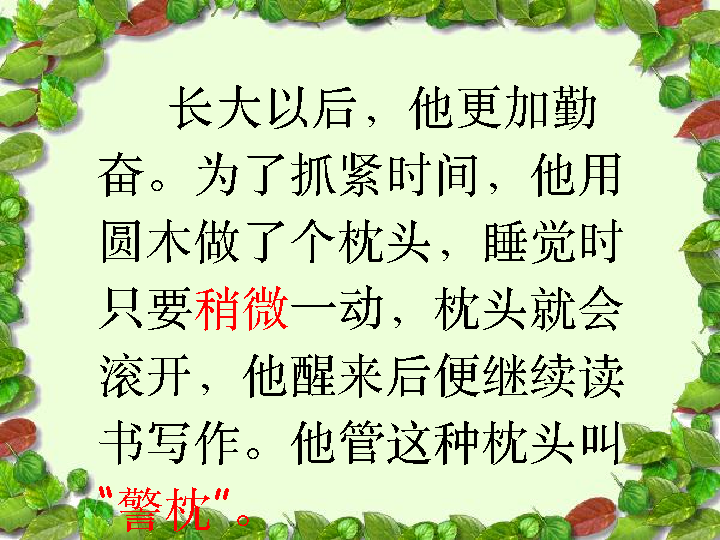 长大以后，他更加勤
奋。为了抓紧时间，他用
圆木做了个枕头，睡觉时
只要稍微一动，枕头就会
滚开，他醒来后便继续读
书写作。他管这种枕头叫
“警枕”。